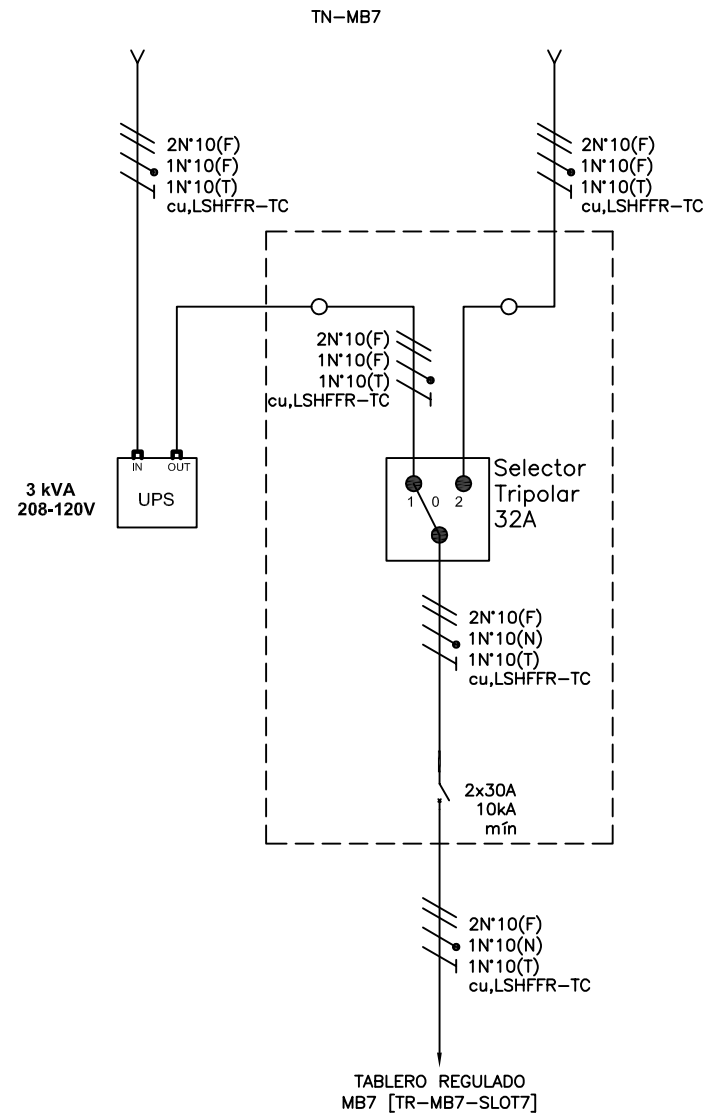 TN-MB7
2N°10(F)
1N°10(F)
1N°10(T)
cu,LSHFFR-TC
2N°10(F)
1N°10(F)
1N°10(T)
cu,LSHFFR-TC
2N°10(F)
1N°10(F)
1N°10(T)
cu,LSHFFR-TC
IN OUT
UPS
3 kVA
208-120V
1 0 2
Selector
Tripolar
32A
2N°10(F)
1N°10(N)
1N°10(T)
cu,LSHFFR-TC
2x30A
10kA
mín
2N°10(F)
1N°10(N)
1N°10(T)
cu,LSHFFR-TC
TABLERO REGULADO
MB7 [TR-MB7-SLOT7]